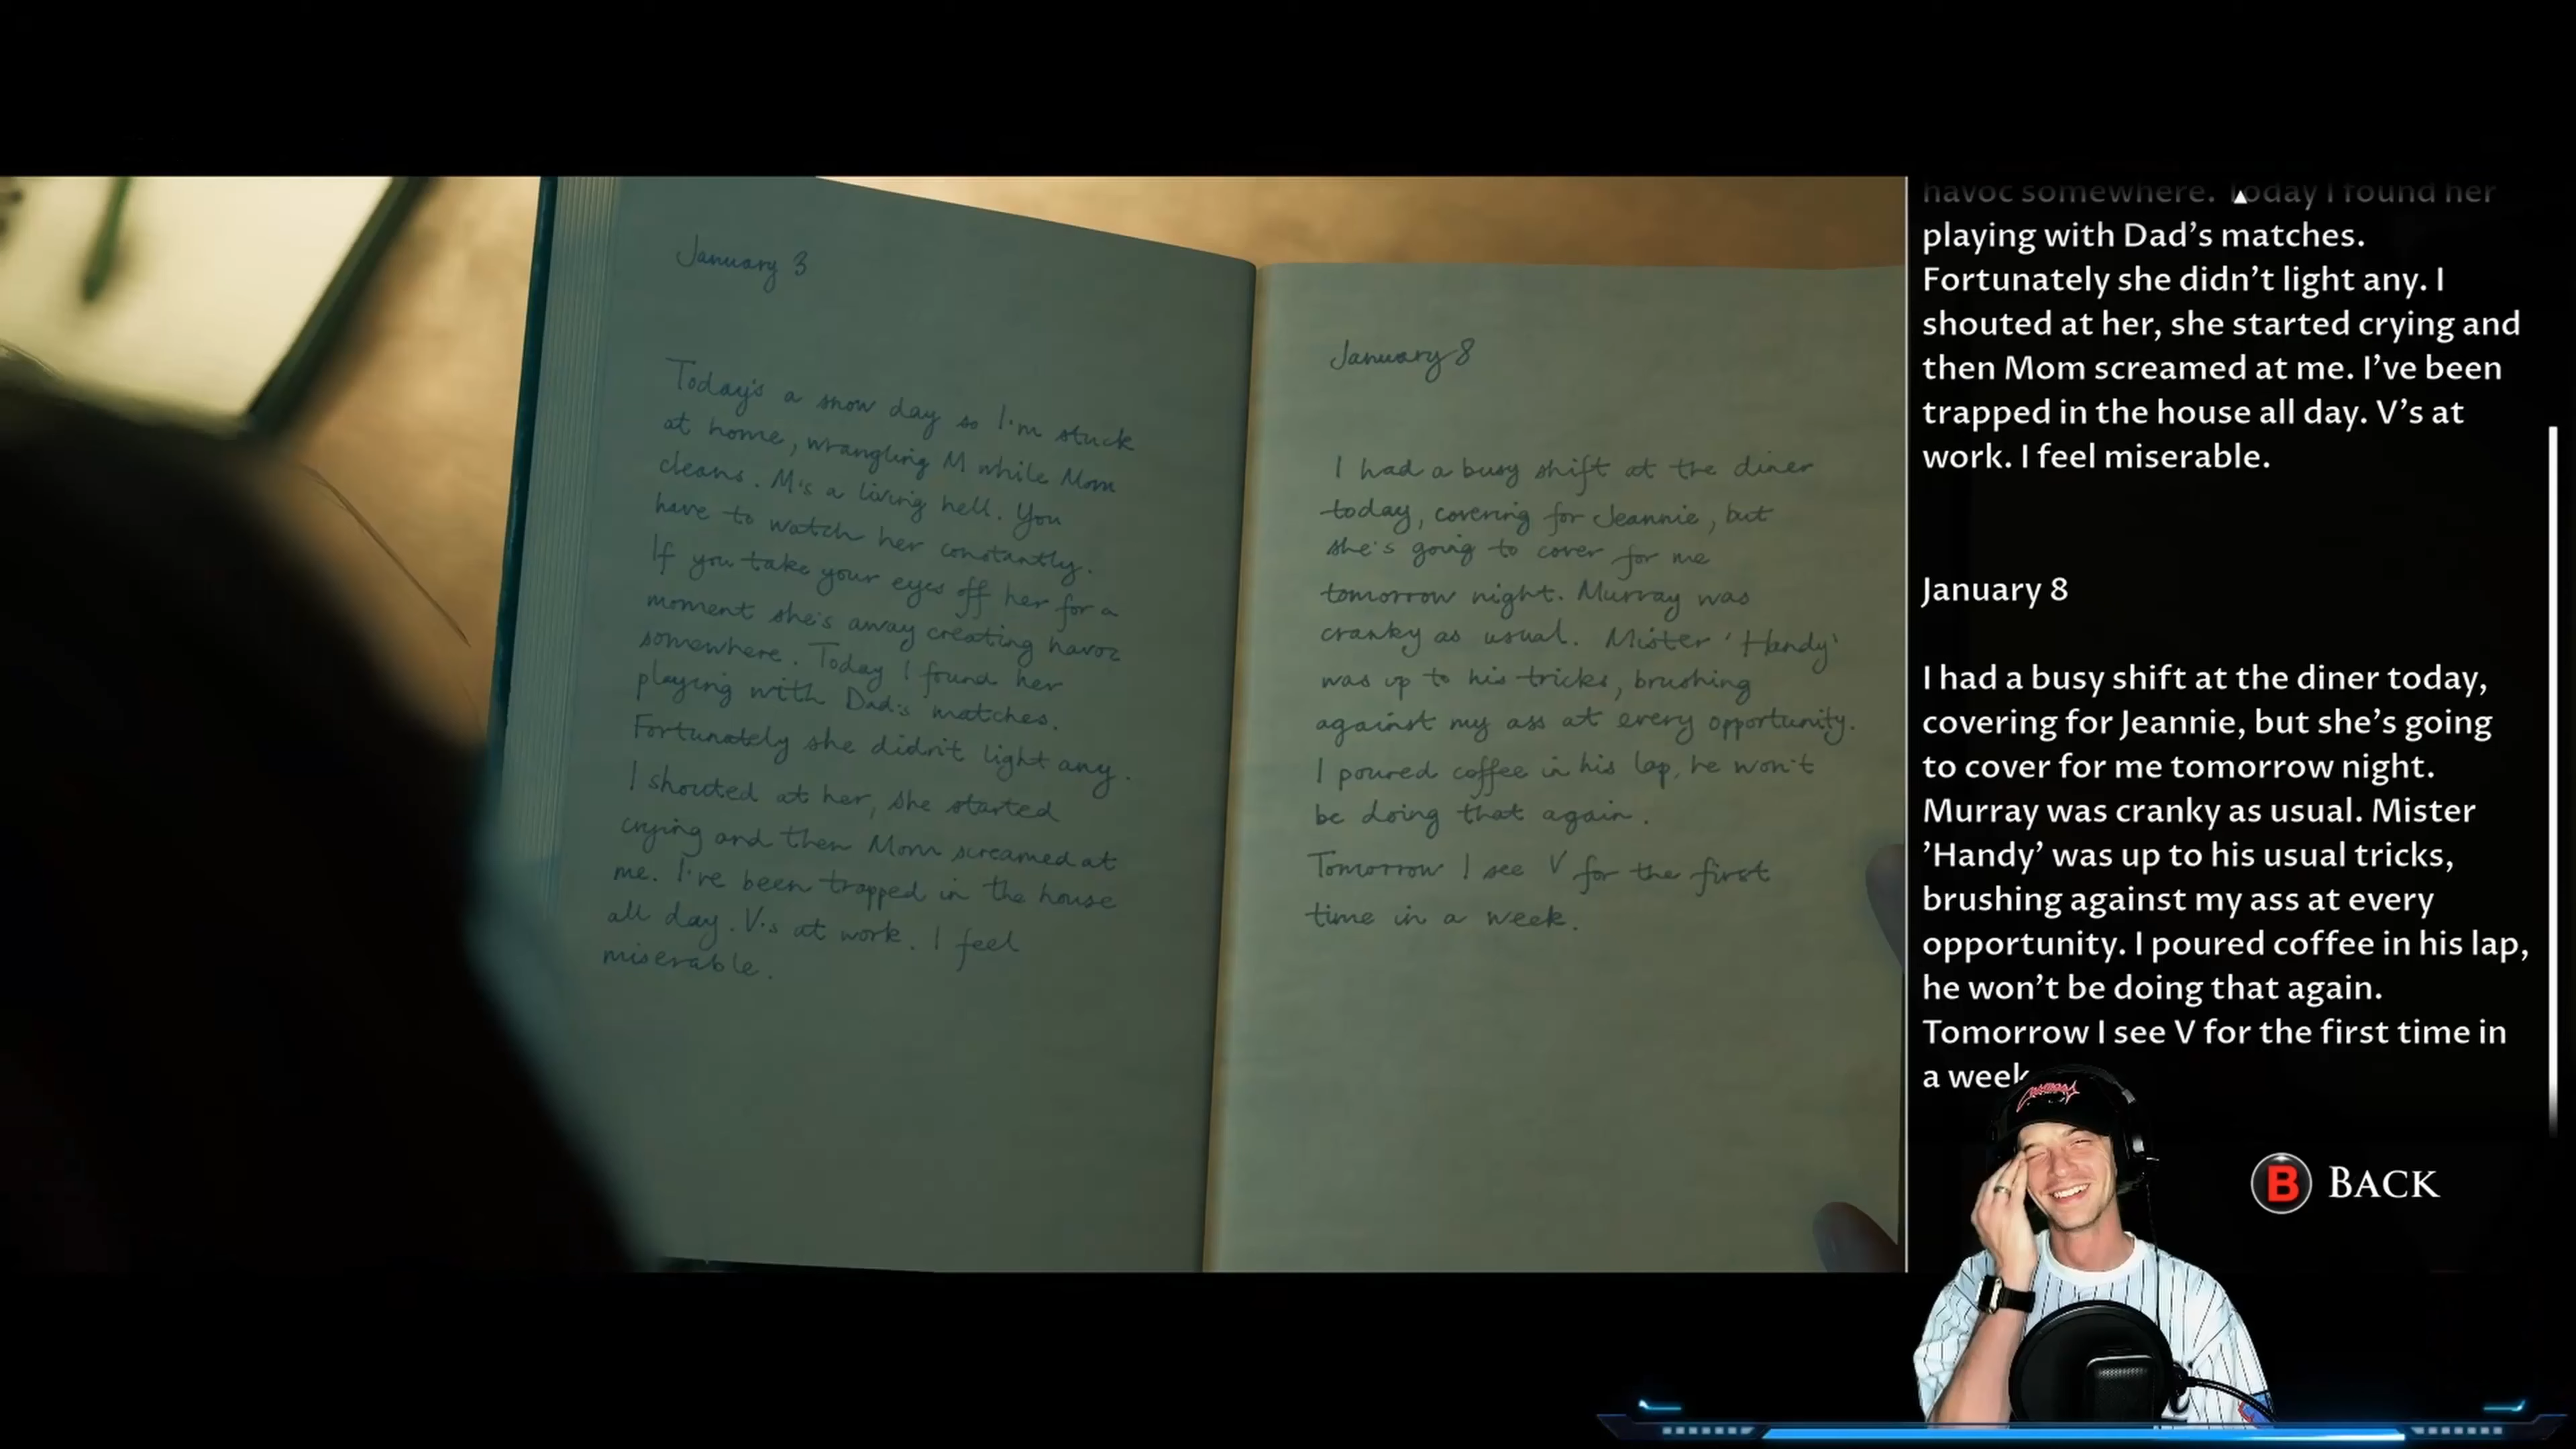 January 3
Today's a snow day so I'm stuck
at home, wrangling M while Mom
cleans. M's a living hell. You
have to watch her constantly.
If you take your eyes off her for a
moment she's away creating havoc
somewhere. Today I found her
playing with Dad's matches.
Fortunately she didn't light any.
I shouted at her, she started
crying and then Mom screamed at
me. I've been trapped in the house
all day. V's at work. I feel
miserable.
January 8
I had a busy shift at the diner
today, covering for Jeannie, but
she's going to cover for me
tomorrow night. Murray was
cranky as usual. Mister 'Handy'
was up to his tricks, brushing
against my ass at every opportunity.
I poured coffee in his lap, he won't
be doing that again.
Tomorrow I see V for the first
time in a week.
havoc somewhere. Today I found her
playing with Dad's matches.
Fortunately she didn't light any. I
shouted at her, she started crying and
then Mom screamed at me. I've been
trapped in the house all day. V's at
work. I feel miserable.
January 8
I had a busy shift at the diner today,
covering for Jeannie, but she's going
to cover for me tomorrow night.
Murray was cranky as usual. Mister
'Handy' was up to his usual tricks,
brushing against my ass at every
opportunity. I poured coffee in his lap,
he won't be doing that again.
Tomorrow I see V for the first time in
a week
B BACK